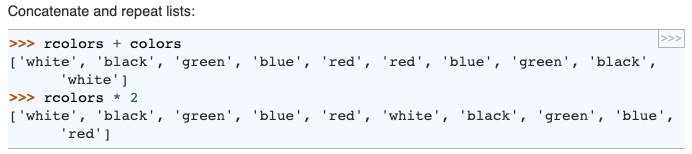 Concatenate and repeat lists:
>>>
>>> rcolors + colors
['white', 'black', 'green', 'blue', 'red', 'red', 'blue', 'green', 'black',
'white']
>>> rcolors * 2
['white', 'black', 'green', 'blue', 'red', 'white', 'black', 'green', 'blue',
'red']